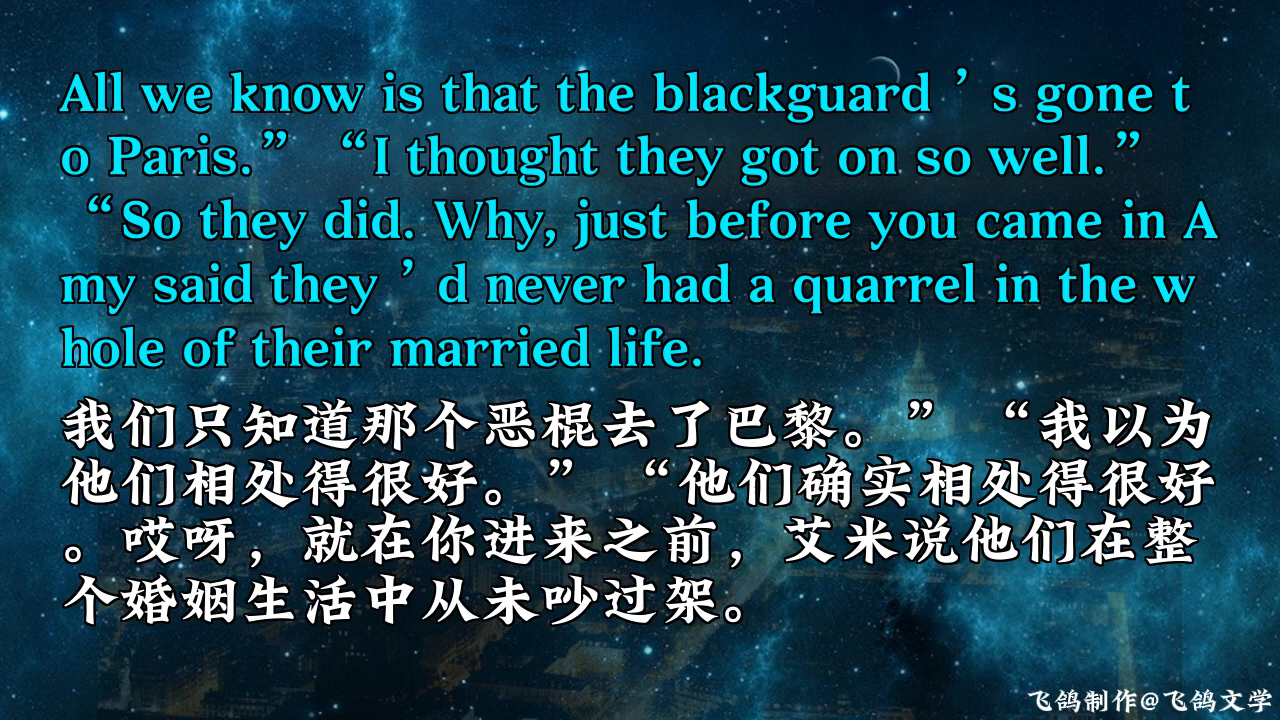 All we know is that the blackguard ’ s gone t
o Paris.” “I thought they got on so well.”
“So they did. Why, just before you came in A
my said they ’ d never had a quarrel in the w
hole of their married life.
我们只知道那个恶棍去了巴黎。” “我以为
他们相处得很好。” “他们确实相处得很好
。哎呀，就在你进来之前，艾米说他们在整
个婚姻生活中从未吵过架。
飞鸽制作@飞鸽文学